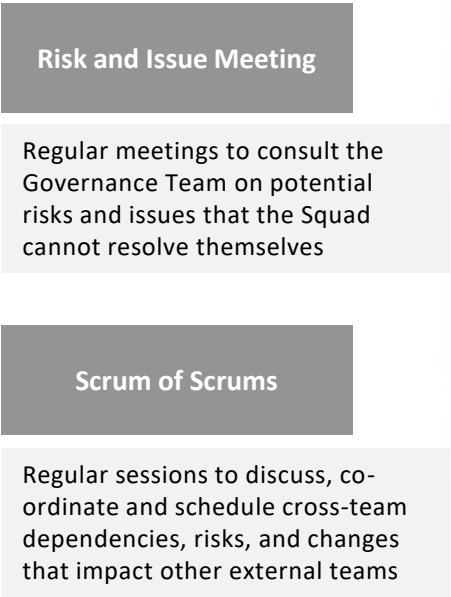 Risk and Issue Meeting
Regular meetings to consult the
Governance Team on potential
risks and issues that the Squad
cannot resolve themselves
Scrum of Scrums
Regular sessions to discuss, co-
ordinate and schedule cross-team
dependencies, risks, and changes
that impact other external teams